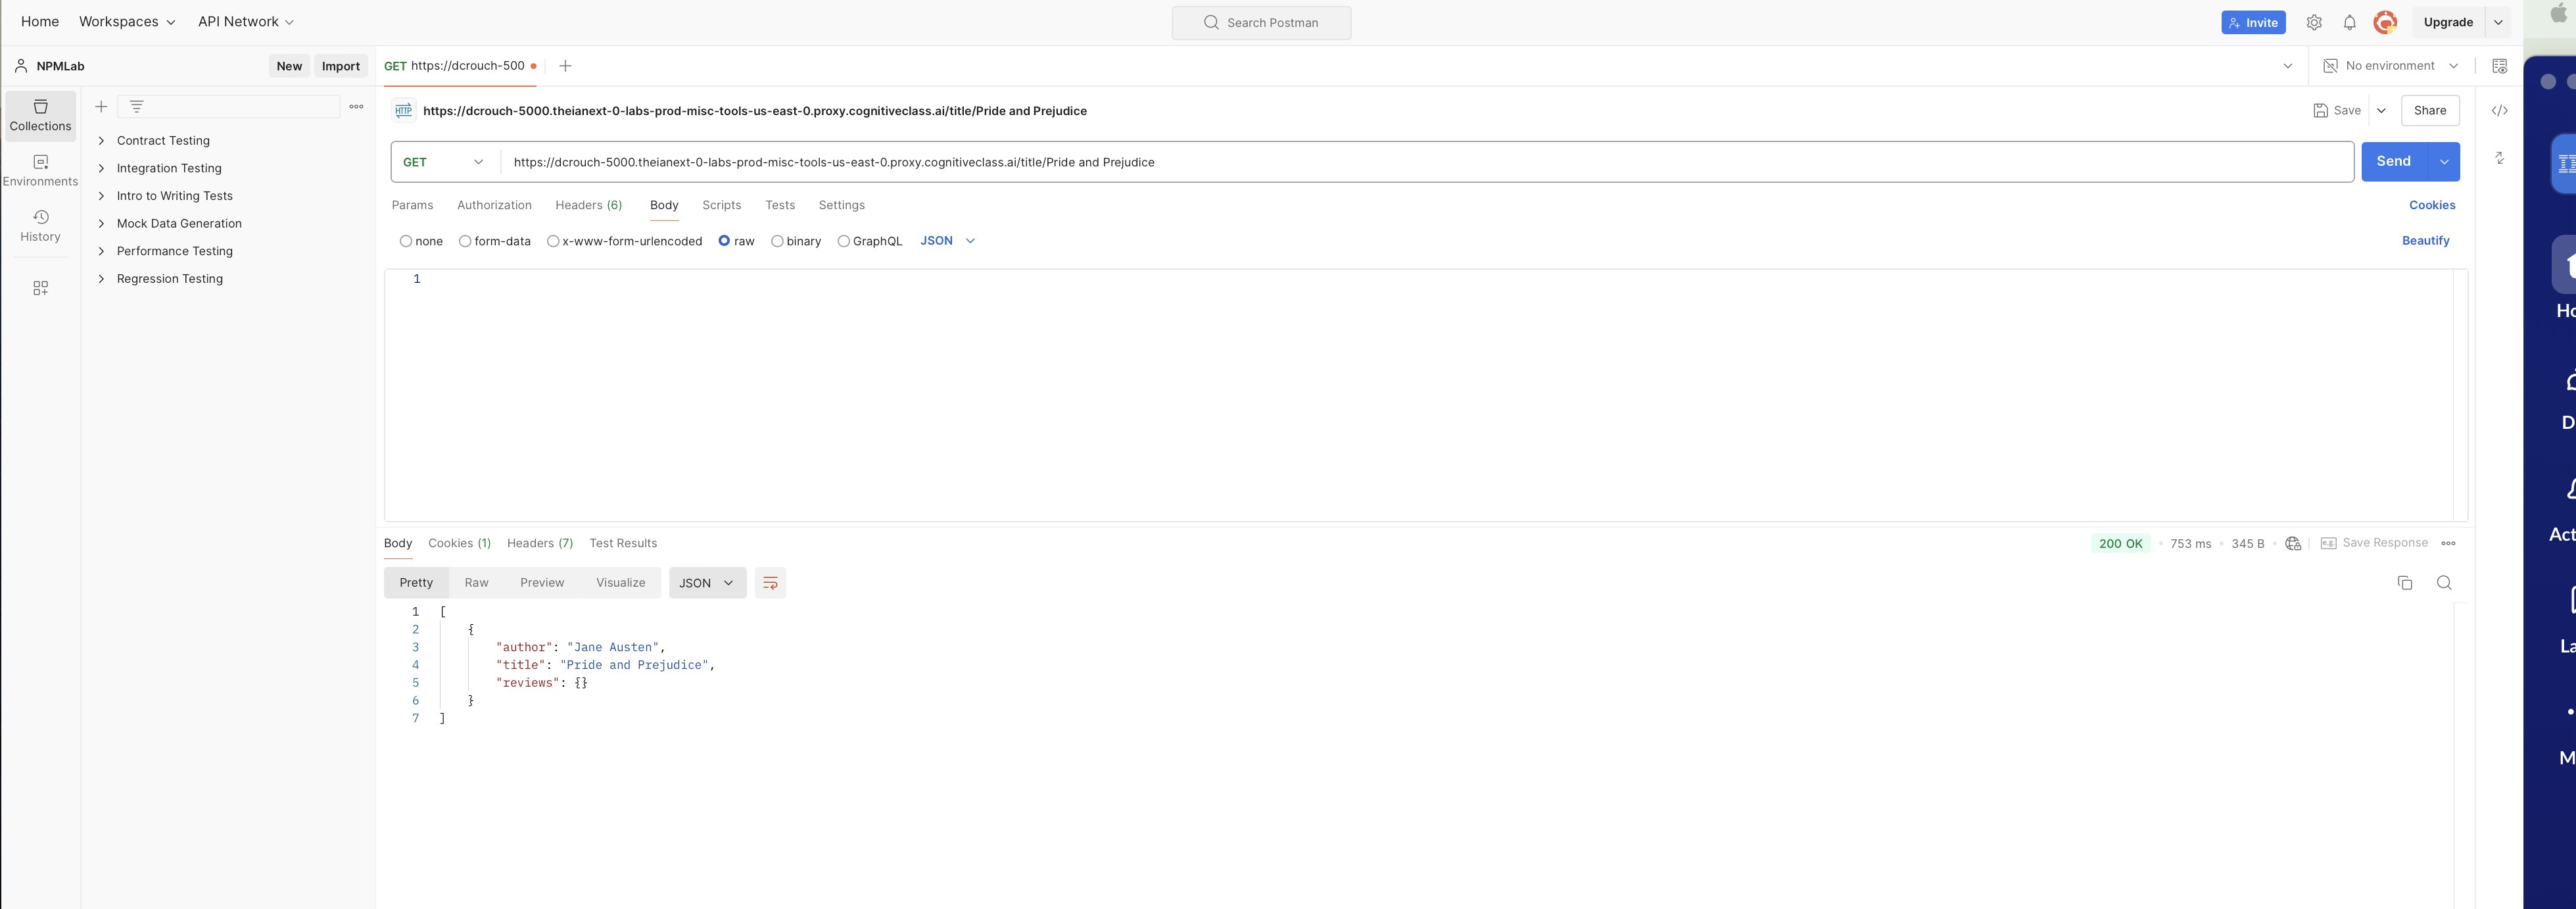 Home Workspaces API Network Search Postman Invite Upgrade
NPMLab New Import GET https://dcrouch-500 No environment
Collections
Environments
History
Contract Testing
Integration Testing
Intro to Writing Tests
Mock Data Generation
Performance Testing
Regression Testing
HTTP https://dcrouch-5000.theianext-0-labs-prod-misc-tools-us-east-0.proxy.cognitiveclass.ai/title/Pride and Prejudice Save Share </>
GET https://dcrouch-5000.theianext-0-labs-prod-misc-tools-us-east-0.proxy.cognitiveclass.ai/title/Pride and Prejudice Send
Params Authorization Headers (6) Body Scripts Tests Settings Cookies
none form-data x-www-form-urlencoded raw binary GraphQL JSON Beautify
1
Body Cookies (1) Headers (7) Test Results 200 OK • 753 ms • 345 B • e.g. Save Response
Pretty Raw Preview Visualize JSON
1 [
2 {
3 "author": "Jane Austen",
4 "title": "Pride and Prejudice",
5 "reviews": {}
6 }
7 ]